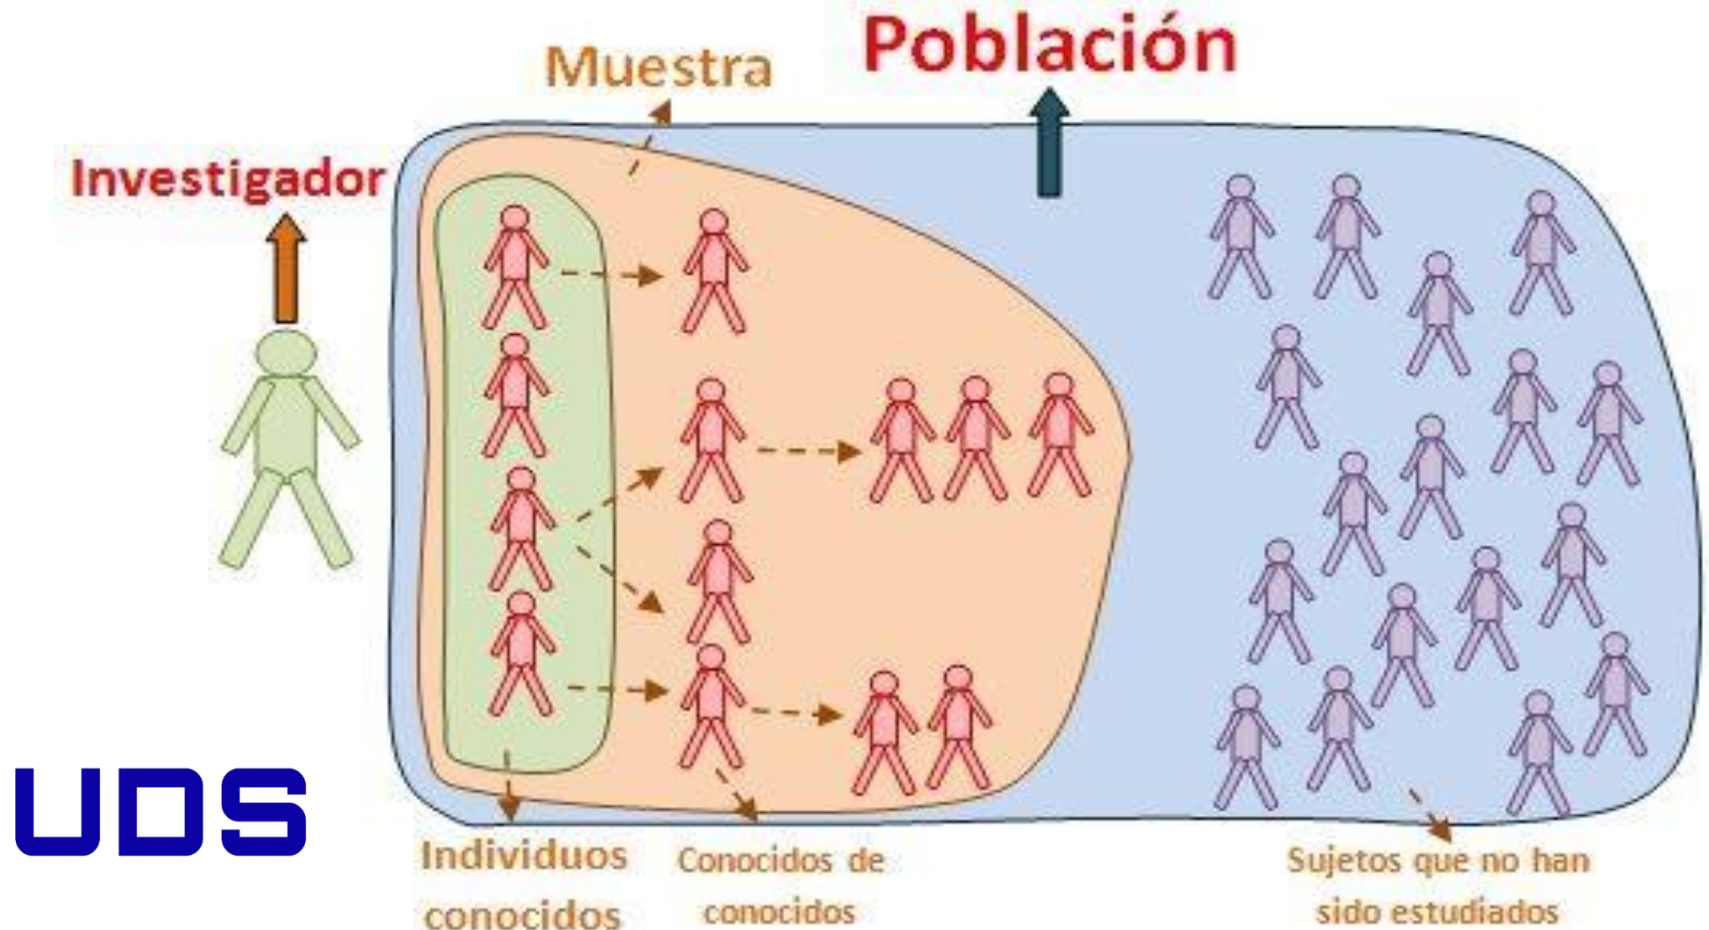 Población
Muestra
Investigador
UDS
Individuos
conocidos
Conocidos de
conocidos
Sujetos que no han
sido estudiados